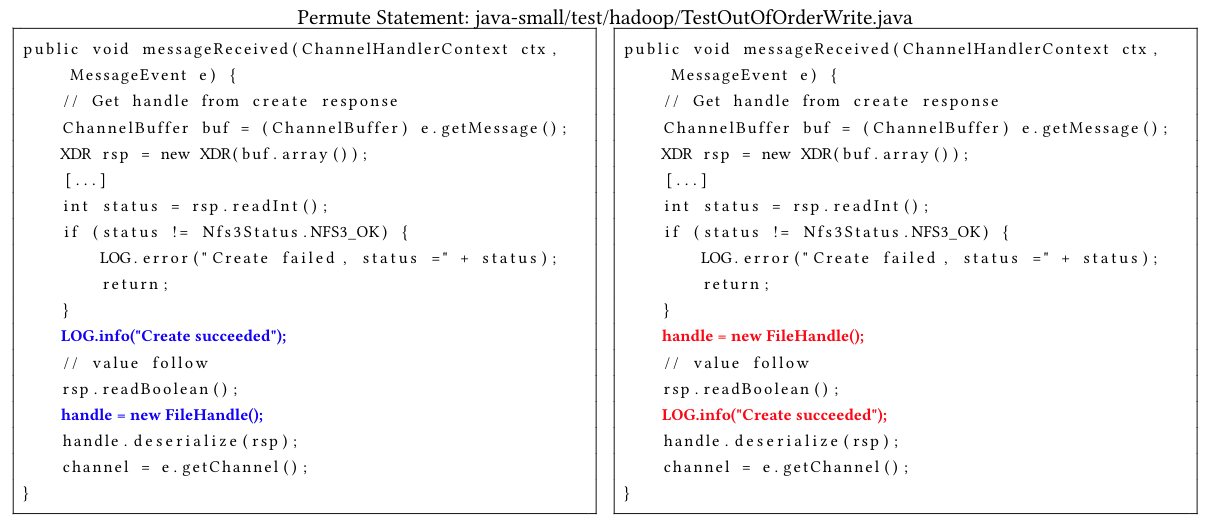 Permute Statement: java-small/test/hadoop/TestOutOfOrderWrite.java
public void messageReceived(ChannelHandlerContext ctx,
MessageEvent e) {
// Get handle from create response
ChannelBuffer buf = (ChannelBuffer) e.getMessage();
XDR rsp = new XDR(buf.array());
[...]
int status = rsp.readInt();
if (status != Nfs3Status.NFS3_OK) {
LOG.error("Create failed, status =" + status);
return;
}
LOG.info("Create succeeded");
// value follow
rsp.readBoolean();
handle = new FileHandle();
handle.deserialize(rsp);
channel = e.getChannel();
}
public void messageReceived(ChannelHandlerContext ctx,
MessageEvent e) {
// Get handle from create response
ChannelBuffer buf = (ChannelBuffer) e.getMessage();
XDR rsp = new XDR(buf.array());
[...]
int status = rsp.readInt();
if (status != Nfs3Status.NFS3_OK) {
LOG.error("Create failed, status =" + status);
return;
}
handle = new FileHandle();
// value follow
rsp.readBoolean();
LOG.info("Create succeeded");
handle.deserialize(rsp);
channel = e.getChannel();
}